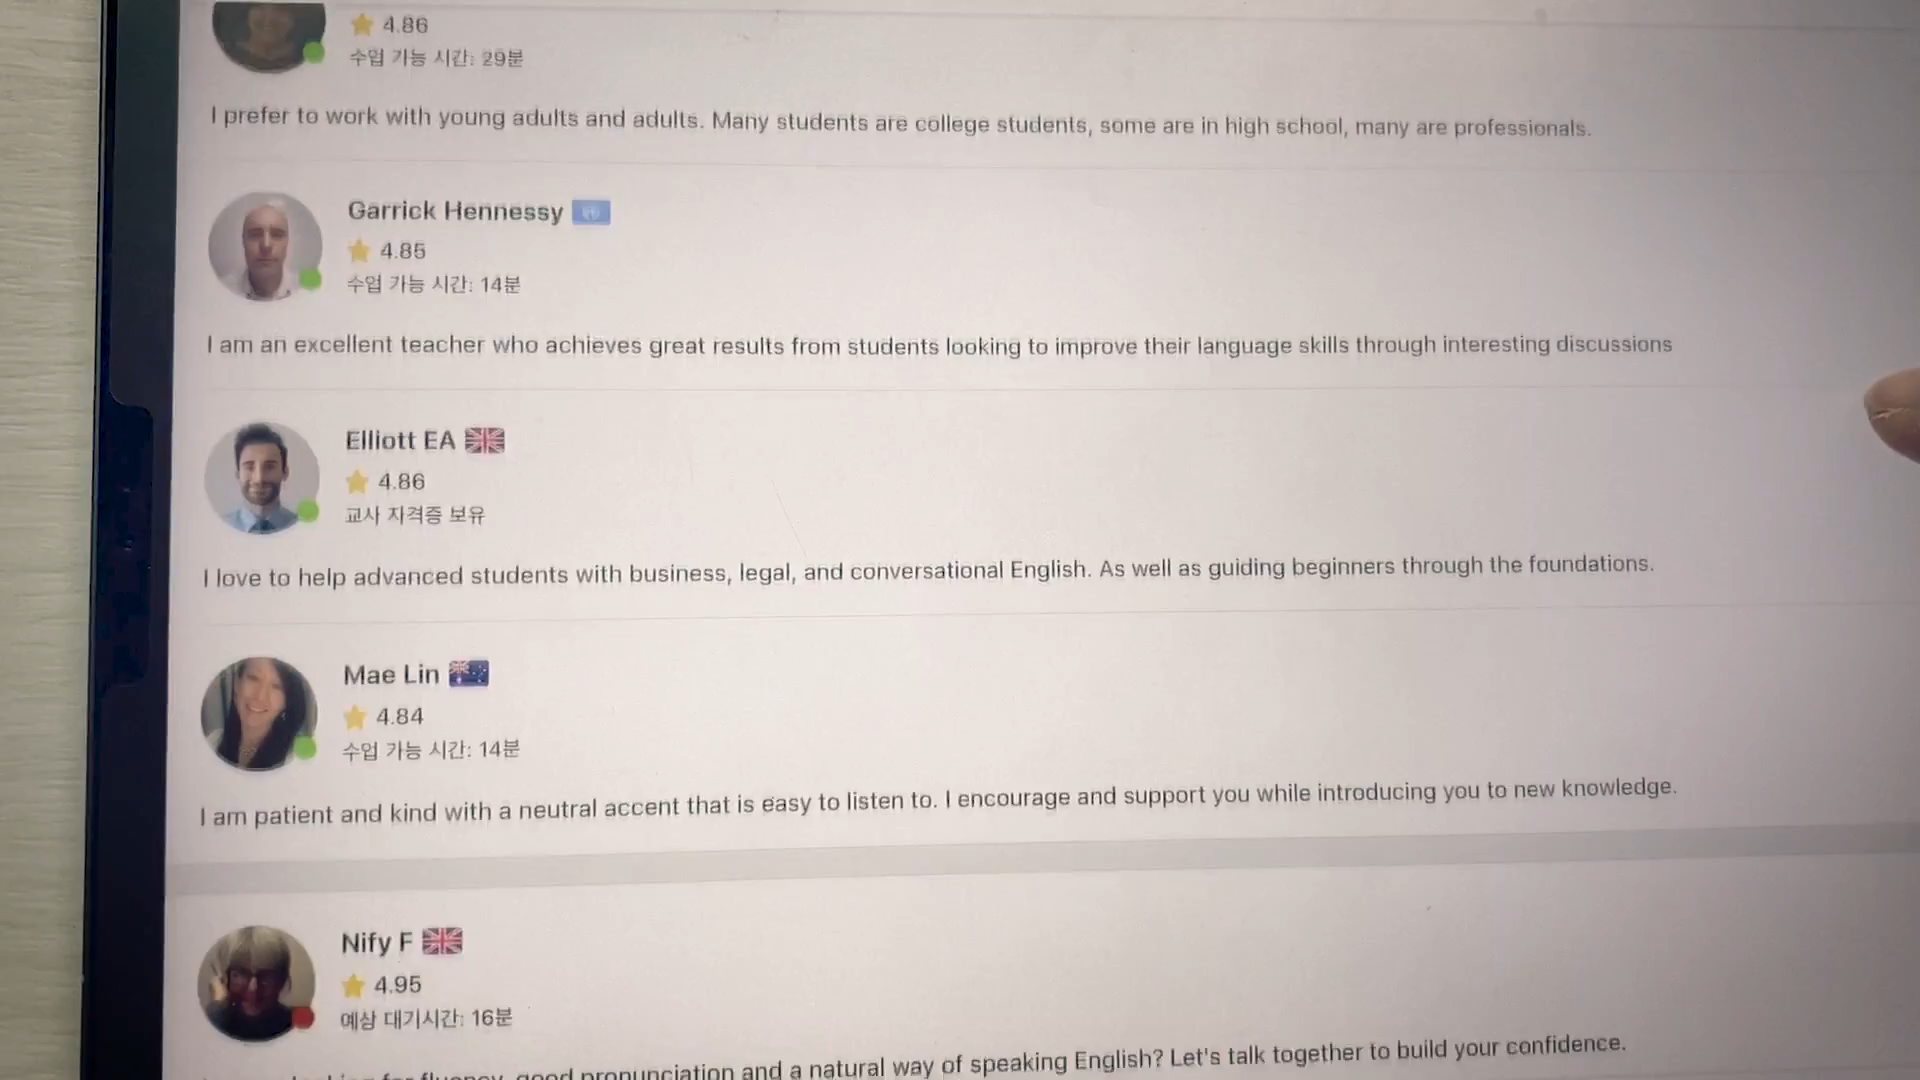 4.86
수업 가능 시간: 29분
I prefer to work with young adults and adults. Many students are college students, some are in high school, many are professionals.
Garrick Hennessy
4.85
수업 가능 시간: 14분
I am an excellent teacher who achieves great results from students looking to improve their language skills through interesting discussions
Elliott EA
4.86
교사 자격증 보유
I love to help advanced students with business, legal, and conversational English. As well as guiding beginners through the foundations.
Mae Lin
4.84
수업 가능 시간: 14분
I am patient and kind with a neutral accent that is easy to listen to. I encourage and support you while introducing you to new knowledge.
Nify F
4.95
예상 대기시간: 16분
for fluency, good pronunciation and a natural way of speaking English? Let's talk together to build your confidence.